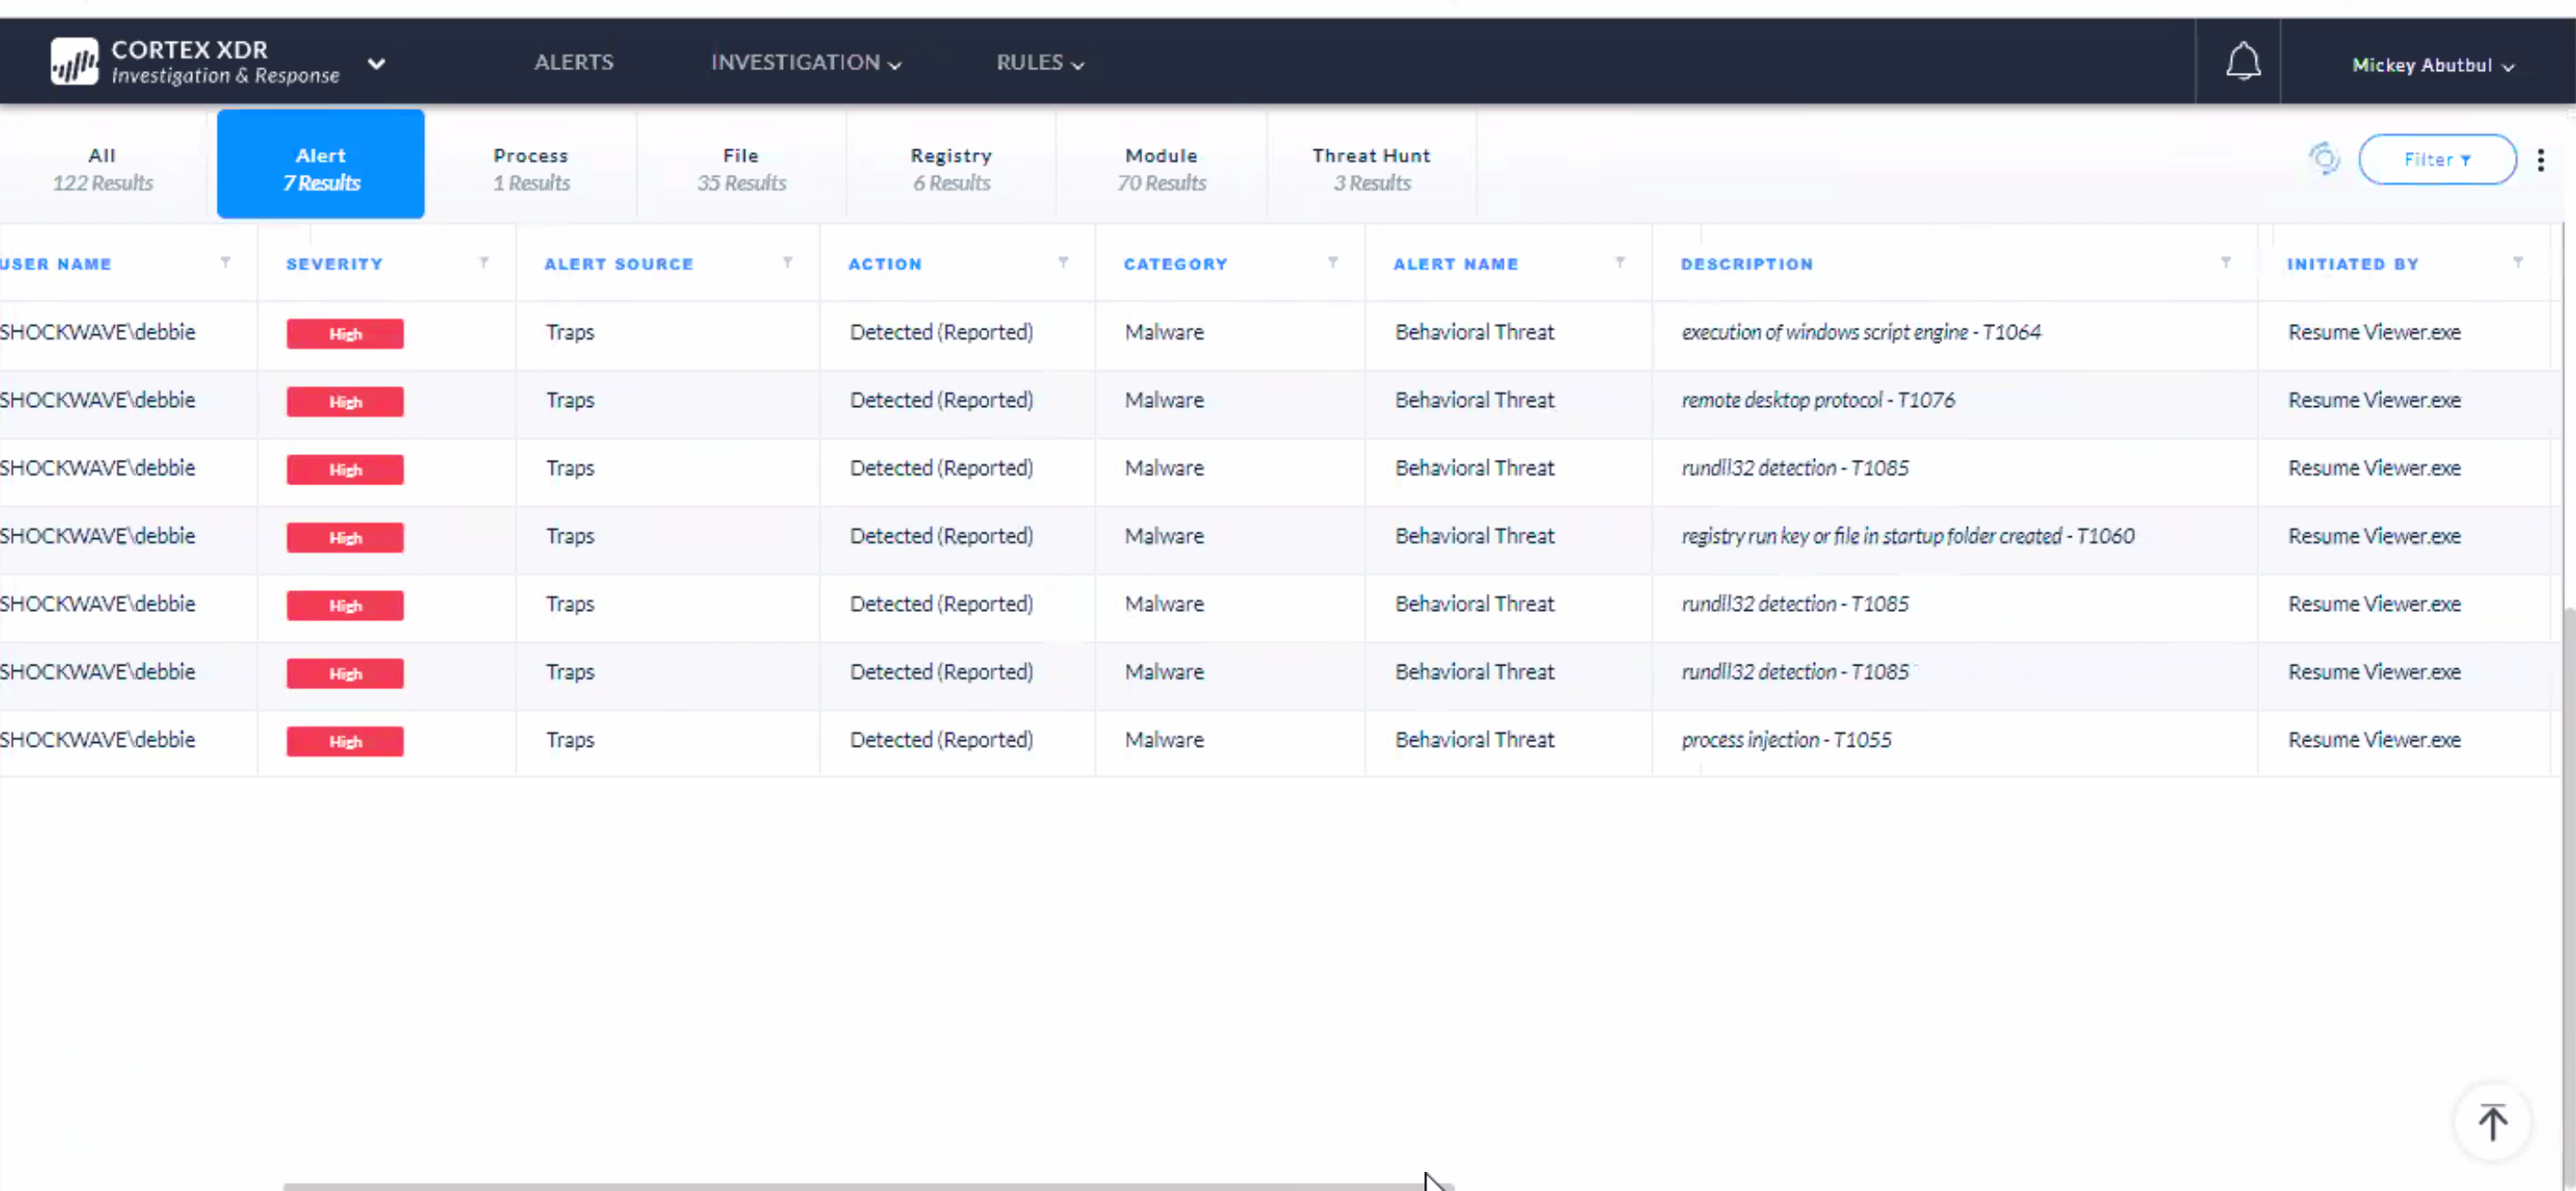 CORTEX XDR
Investigation & Response
ALERTS INVESTIGATION RULES Mickey Abutbul
All Alert Process File Registry Module Threat Hunt
122 Results 7 Results 1 Results 35 Results 6 Results 70 Results 3 Results
Filter
USER NAME SEVERITY ALERT SOURCE ACTION CATEGORY ALERT NAME DESCRIPTION INITIATED BY
SHOCKWAVE\debbie High Traps Detected (Reported) Malware Behavioral Threat execution of windows script engine - T1064 Resume Viewer.exe
SHOCKWAVE\debbie High Traps Detected (Reported) Malware Behavioral Threat remote desktop protocol - T1076 Resume Viewer.exe
SHOCKWAVE\debbie High Traps Detected (Reported) Malware Behavioral Threat rundll32 detection - T1085 Resume Viewer.exe
SHOCKWAVE\debbie High Traps Detected (Reported) Malware Behavioral Threat registry run key or file in startup folder created - T1060 Resume Viewer.exe
SHOCKWAVE\debbie High Traps Detected (Reported) Malware Behavioral Threat rundll32 detection - T1085 Resume Viewer.exe
SHOCKWAVE\debbie High Traps Detected (Reported) Malware Behavioral Threat rundll32 detection - T1085 Resume Viewer.exe
SHOCKWAVE\debbie High Traps Detected (Reported) Malware Behavioral Threat process injection - T1055 Resume Viewer.exe